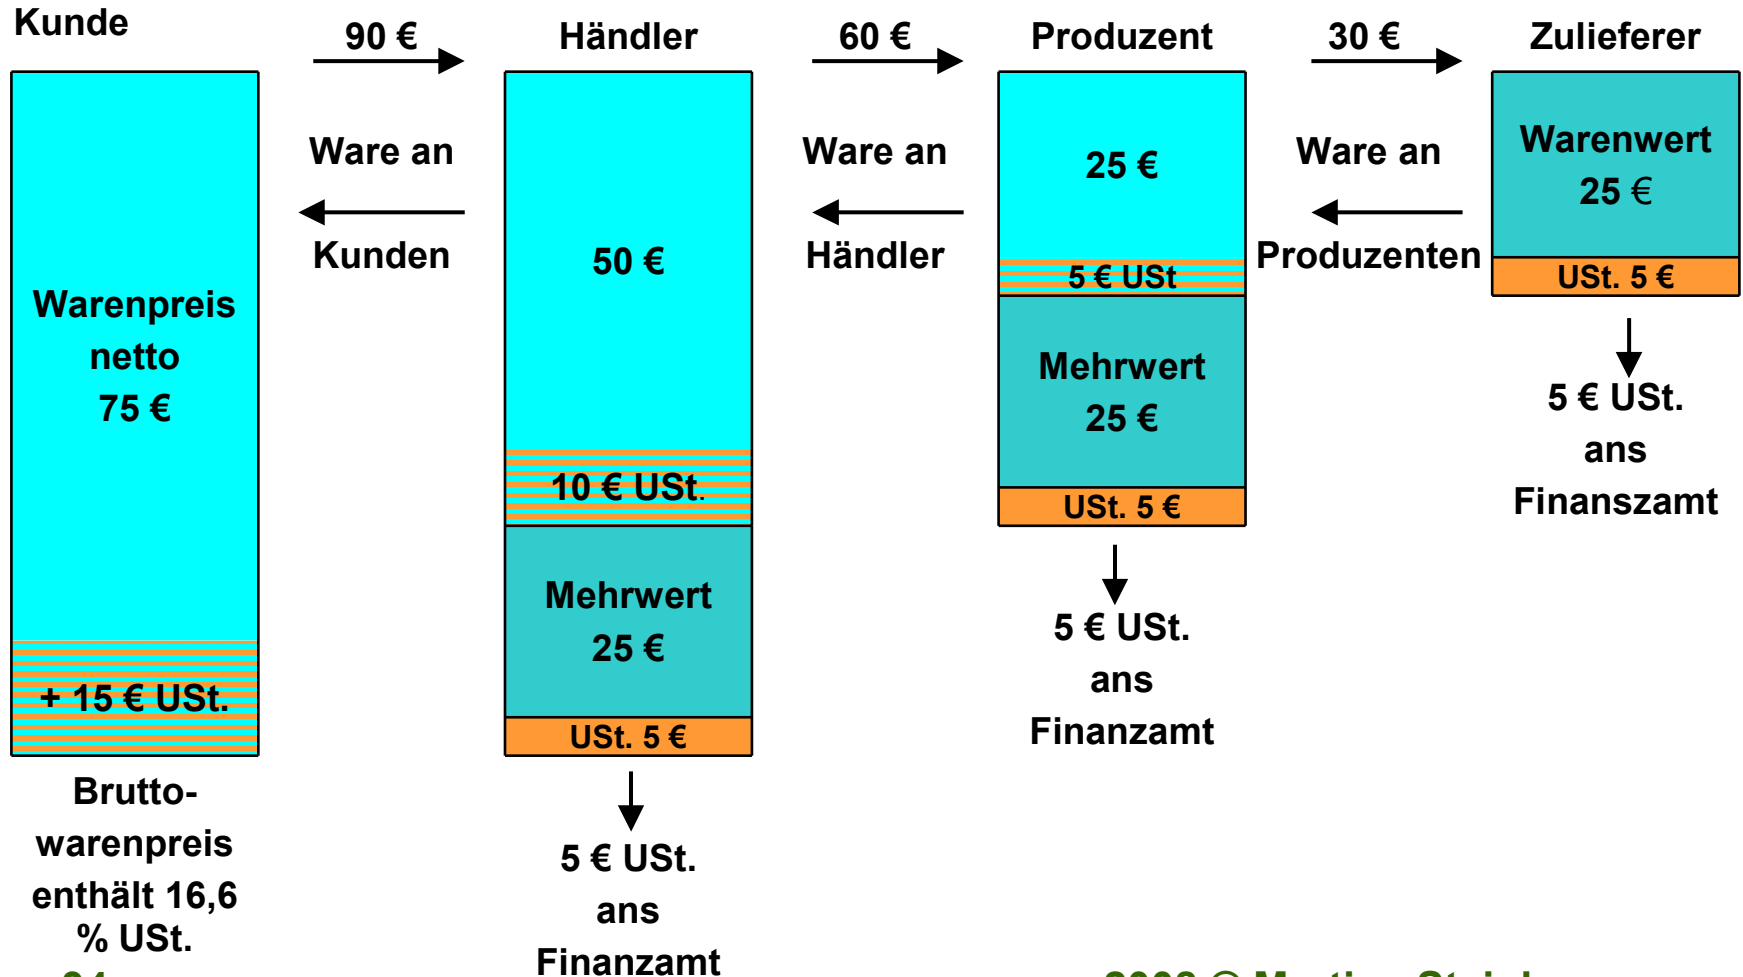 Kunde
90 €
Händler
60 €
Produzent
30 €
Zulieferer
Warenpreis
netto
75 €
+ 15 € USt.
Brutto-
warenpreis
enthält 16,6
% USt.
Ware an
Kunden
50 €
10 € USt.
Mehrwert
25 €
USt. 5 €
5 € USt.
ans
Finanzamt
Ware an
Händler
25 €
5 € USt
Mehrwert
25 €
USt. 5 €
5 € USt.
ans
Finanzamt
Ware an
Produzenten
Warenwert
25 €
USt. 5 €
5 € USt.
ans
Finanszamt
2008 ©